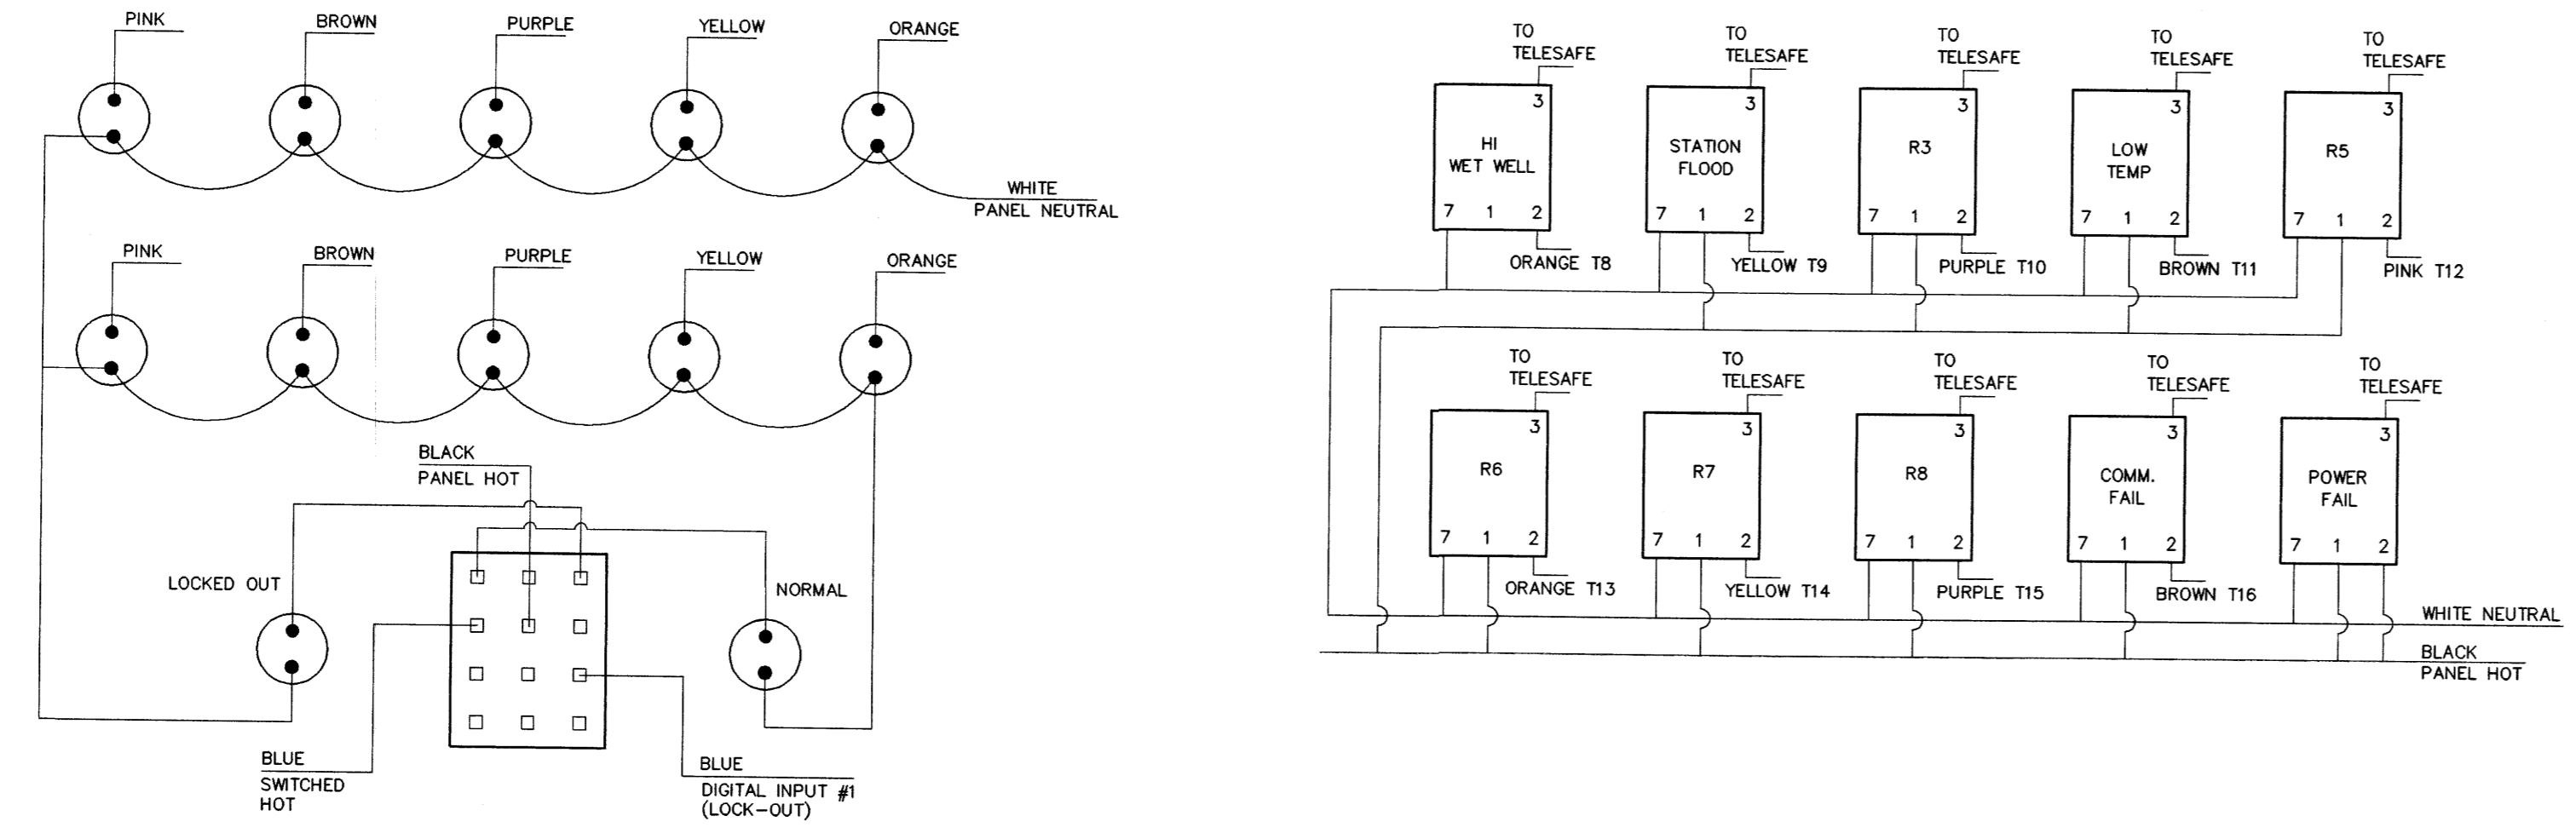 PINK
BROWN
PURPLE
YELLOW
ORANGE
WHITE
PANEL NEUTRAL
PINK
BROWN
PURPLE
YELLOW
ORANGE
BLACK
PANEL HOT
LOCKED OUT
NORMAL
BLUE
SWITCHED
HOT
BLUE
DIGITAL INPUT #1
(LOCK-OUT)
TO
TELESAFE
3
HI
WET WELL
7 1 2
ORANGE T8
TO
TELESAFE
3
STATION
FLOOD
7 1 2
YELLOW T9
TO
TELESAFE
3
R3
7 1 2
PURPLE T10
TO
TELESAFE
3
LOW
TEMP
7 1 2
BROWN T11
TO
TELESAFE
3
R5
7 1 2
PINK T12
TO
TELESAFE
3
R6
7 1 2
ORANGE T13
TO
TELESAFE
3
R7
7 1 2
YELLOW T14
TO
TELESAFE
3
R8
7 1 2
PURPLE T15
TO
TELESAFE
3
COMM.
FAIL
7 1 2
BROWN T16
TO
TELESAFE
3
POWER
FAIL
7 1 2
WHITE NEUTRAL
BLACK
PANEL HOT